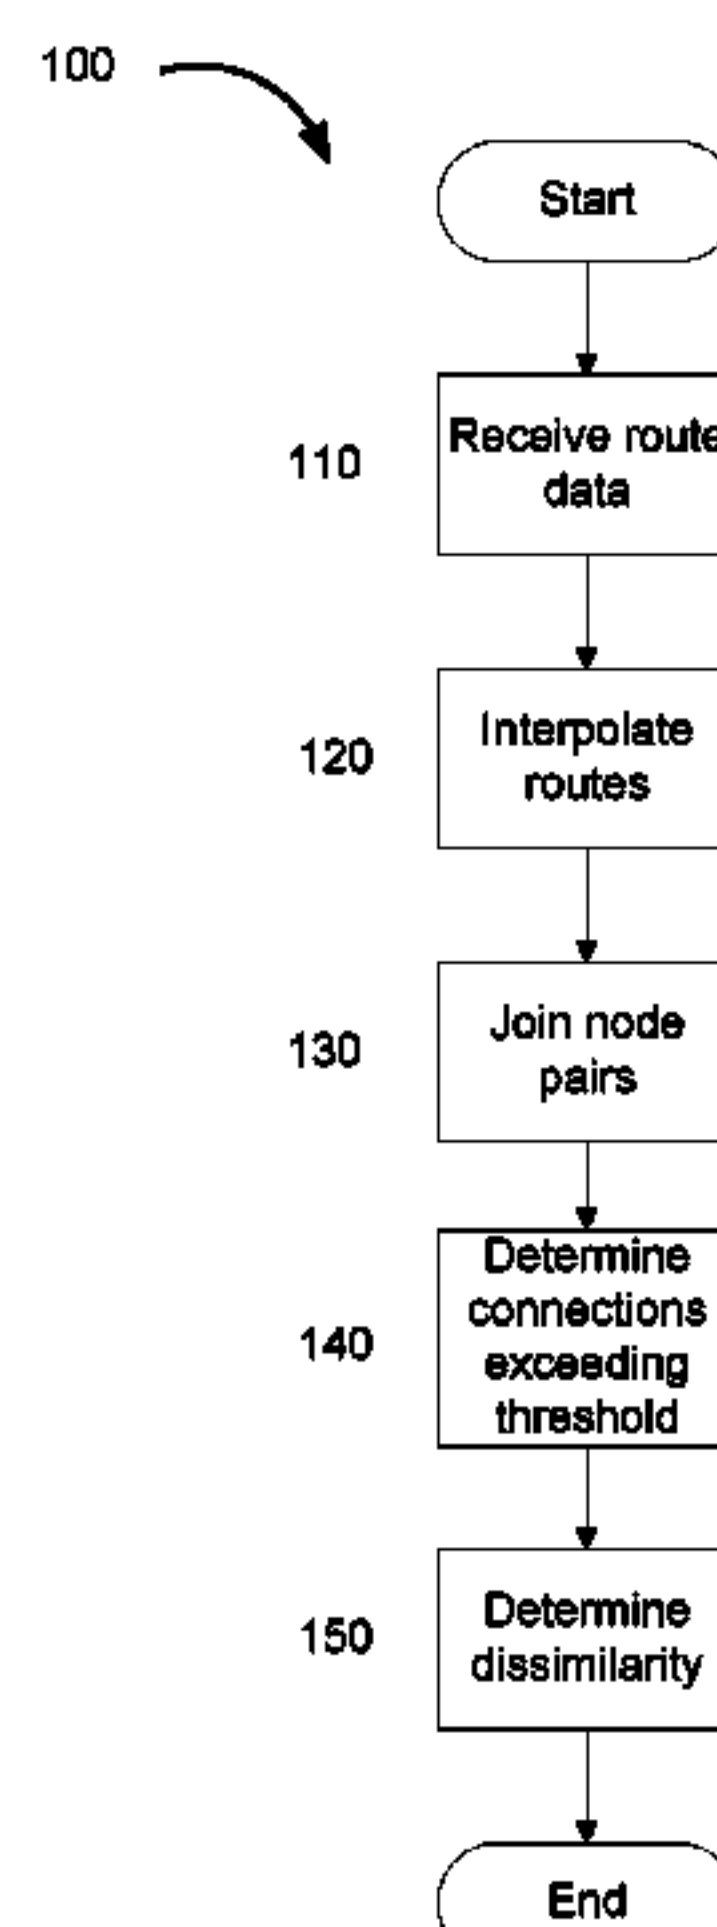 100
Start
110
Receive route
data
120
Interpolate
routes
130
Join node
pairs
140
Determine
connections
exceeding
threshold
150
Determine
dissimilarity
End